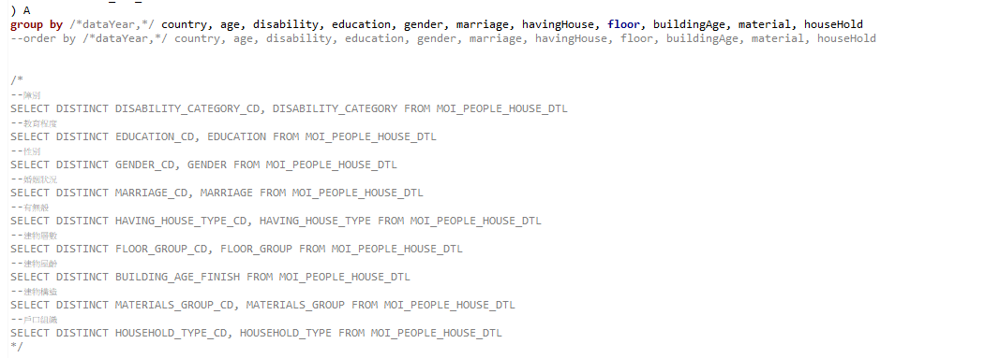 ) A
group by /*dataYear,*/ country, age, disability, education, gender, marriage, havingHouse, floor, buildingAge, material, houseHold
--order by /*dataYear,*/ country, age, disability, education, gender, marriage, havingHouse, floor, buildingAge, material, houseHold
/*
--障別
SELECT DISTINCT DISABILITY_CATEGORY_CD, DISABILITY_CATEGORY FROM MOI_PEOPLE_HOUSE_DTL
--教育程度
SELECT DISTINCT EDUCATION_CD, EDUCATION FROM MOI_PEOPLE_HOUSE_DTL
--性別
SELECT DISTINCT GENDER_CD, GENDER FROM MOI_PEOPLE_HOUSE_DTL
--婚姻狀況
SELECT DISTINCT MARRIAGE_CD, MARRIAGE FROM MOI_PEOPLE_HOUSE_DTL
--有無殼
SELECT DISTINCT HAVING_HOUSE_TYPE_CD, HAVING_HOUSE_TYPE FROM MOI_PEOPLE_HOUSE_DTL
--建物層數
SELECT DISTINCT FLOOR_GROUP_CD, FLOOR_GROUP FROM MOI_PEOPLE_HOUSE_DTL
--建物屋齡
SELECT DISTINCT BUILDING_AGE_FINISH FROM MOI_PEOPLE_HOUSE_DTL
--建物構造
SELECT DISTINCT MATERIALS_GROUP_CD, MATERIALS_GROUP FROM MOI_PEOPLE_HOUSE_DTL
--戶口組織
SELECT DISTINCT HOUSEHOLD_TYPE_CD, HOUSEHOLD_TYPE FROM MOI_PEOPLE_HOUSE_DTL
*/